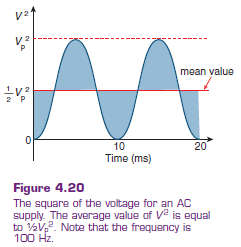 V²
Vₚ²
mean value
½Vₚ²
0
10
20
Time (ms)
Figure 4.20
The square of the voltage for an AC
supply. The average value of V² is equal
to ½Vₚ². Note that the frequency is
100 Hz.